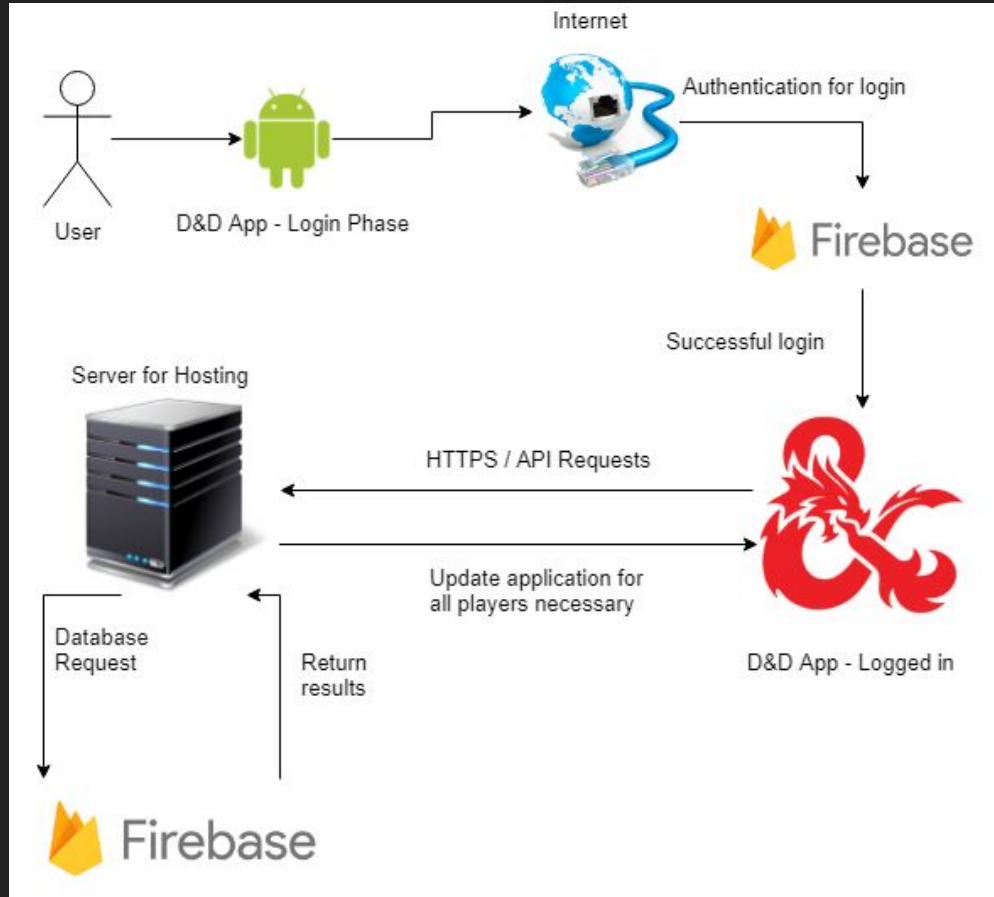 Internet
Authentication for login
User
D&D App - Login Phase
Firebase
Successful login
Server for Hosting
HTTPS / API Requests
Update application for
all players necessary
Database
Request
Return
results
D&D App - Logged in
Firebase